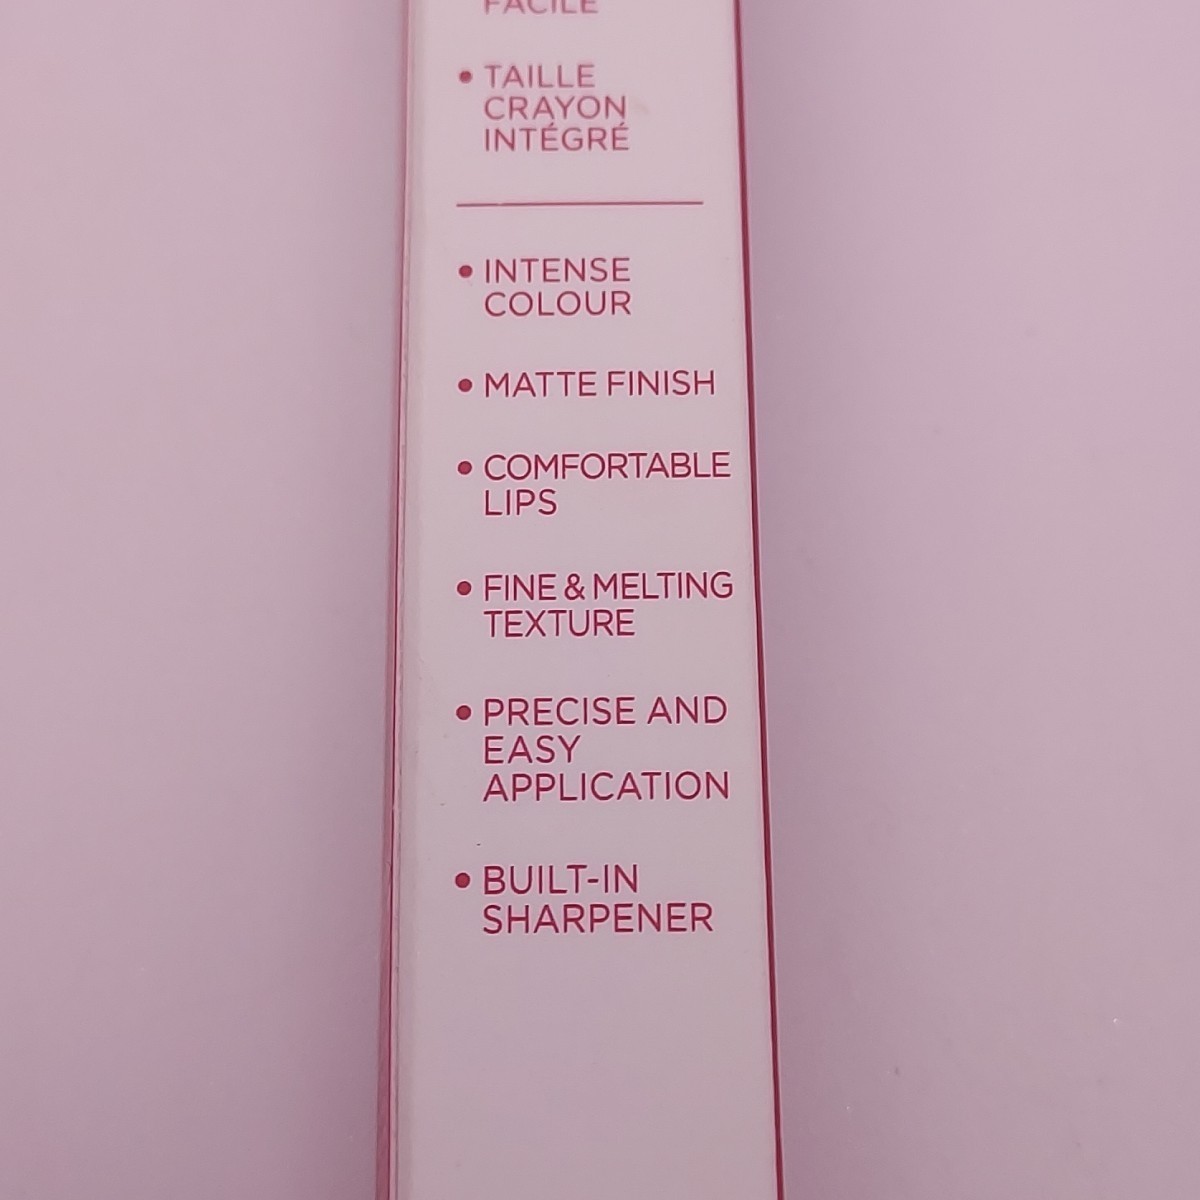 FACILE
• TAILLE
CRAYON
INTÉGRÉ
• INTENSE
COLOUR
• MATTE FINISH
• COMFORTABLE
LIPS
• FINE & MELTING
TEXTURE
• PRECISE AND
EASY
APPLICATION
• BUILT-IN
SHARPENER